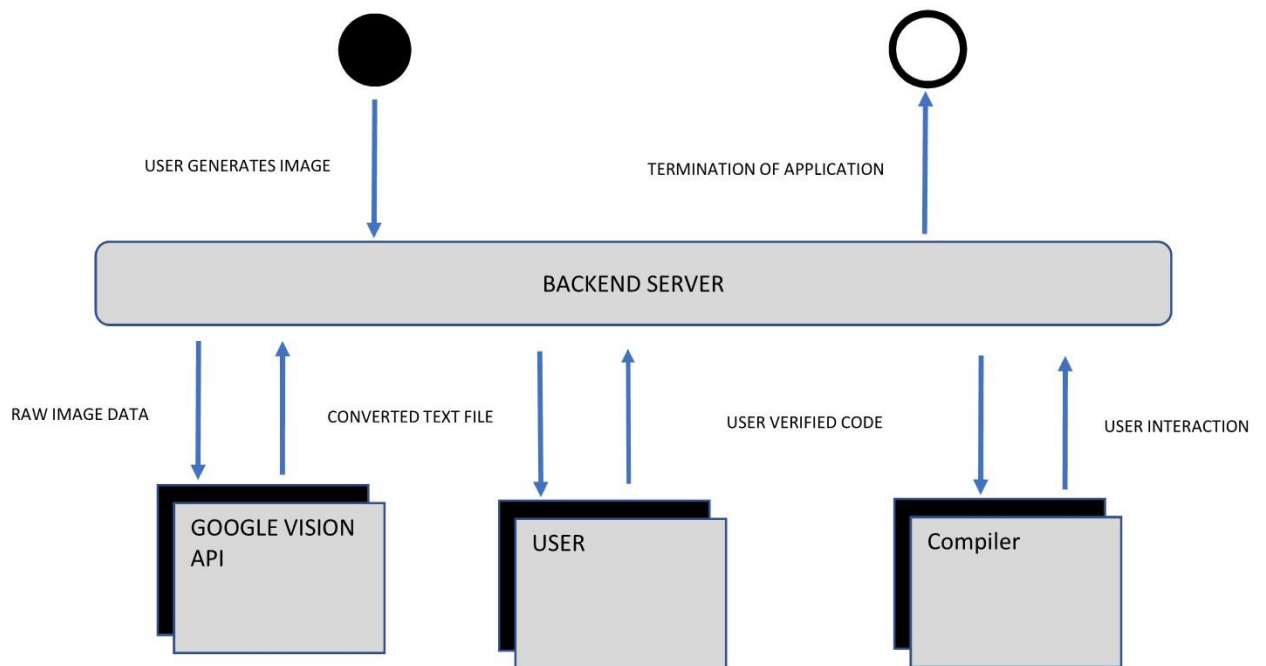 USER GENERATES IMAGE
TERMINATION OF APPLICATION
BACKEND SERVER
RAW IMAGE DATA
CONVERTED TEXT FILE
USER VERIFIED CODE
USER INTERACTION
GOOGLE VISION
API
USER
Compiler